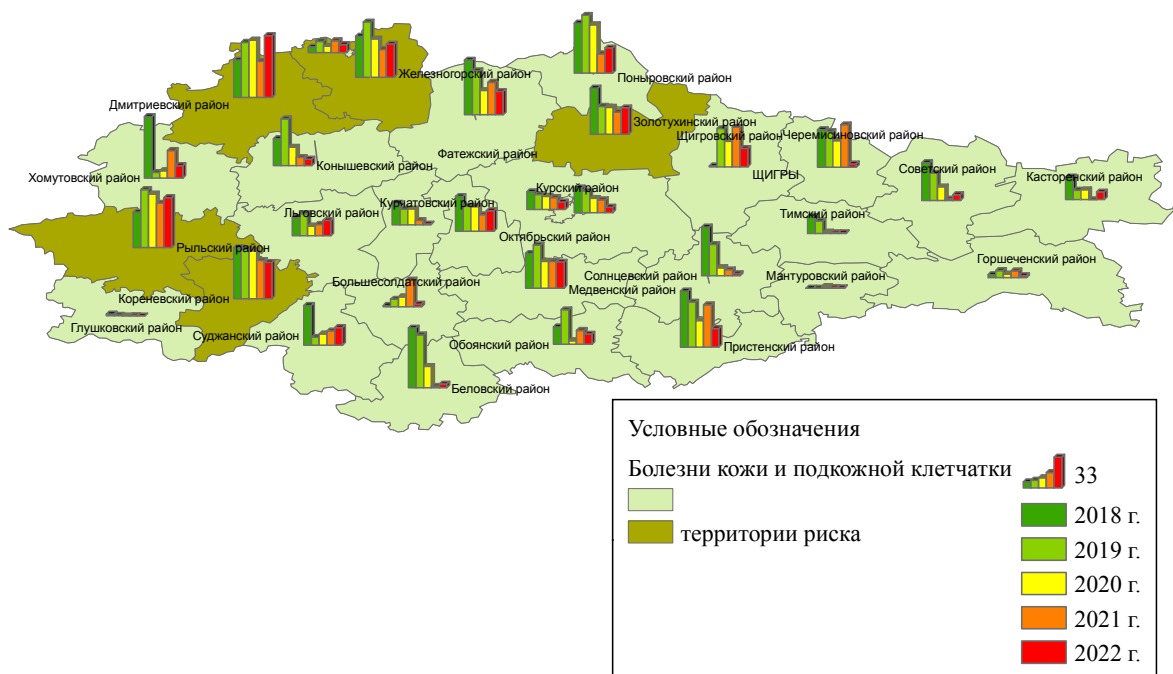 Железногорский район
Поныровский район
Дмитриевский район
Золотухинский район
Щигровский район
Черемисиновский район
Фатежский район
Конышевский район
ЩИГРЫ
Советский район
Касторенский район
Хомутовский район
Курский район
Курчатовский район
Льговский район
Тимский район
Октябрьский район
Рыльский район
Горшеченский район
Солнцевский район
Мантуровский район
Большесолдатский район
Медвенский район
Кореневский район
Глушковский район
Суджанский район
Обоянский район
Пристенский район
Беловский район
Условные обозначения
Болезни кожи и подкожной клетчатки
территории риска
33
2018 г.
2019 г.
2020 г.
2021 г.
2022 г.